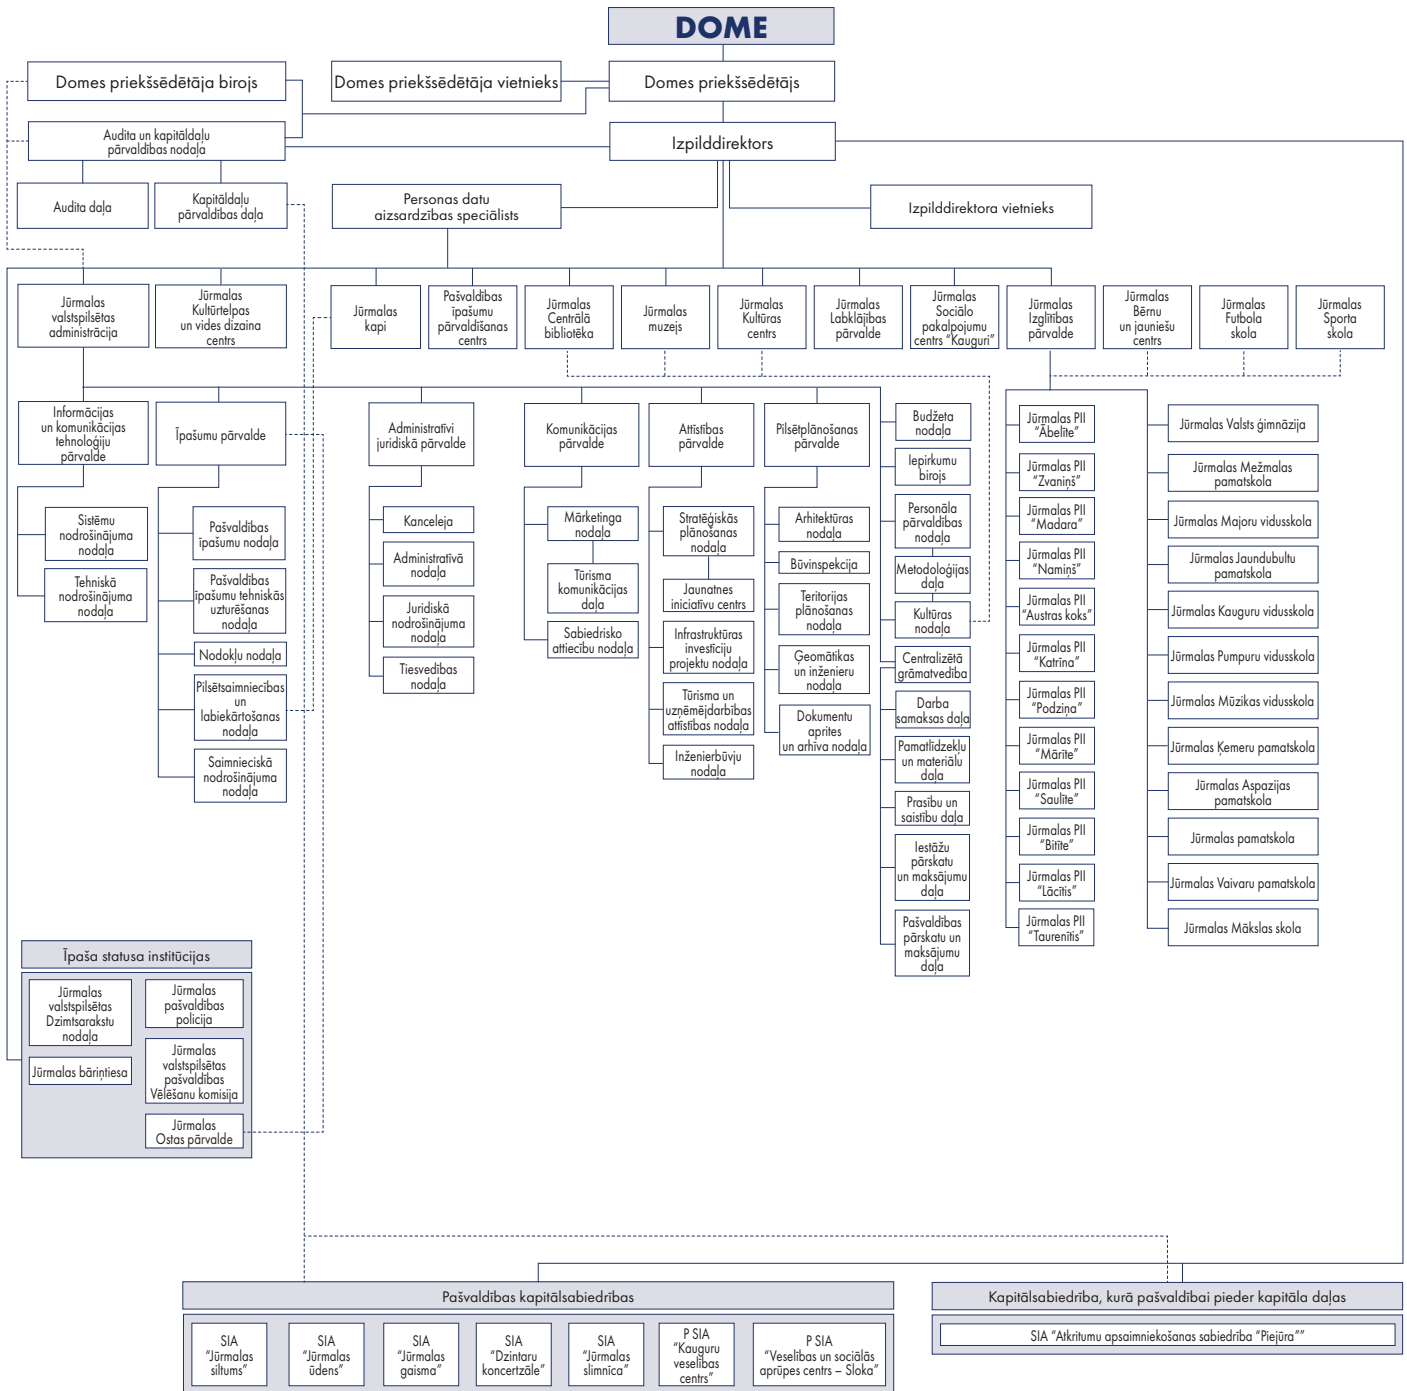 DOME
Domes priekšsēdētāja birojs
Domes priekšsēdētāja vietnieks
Domes priekšsēdētājs
Audita un kapitāldaļu
pārvaldības nodaļa
Izpilddirektors
Audita daļa
Kapitāldaļu
pārvaldības daļa
Personas datu
aizsardzības speciālists
Izpilddirektora vietnieks
Jūrmalas
valstspilsētas
administrācija
Jūrmalas
Kultūrtelpas
un vides dizaina
centrs
Jūrmalas
kapi
Pašvaldības
īpašumu
pārvaldīšanas
centrs
Jūrmalas
Centrālā
bibliotēka
Jūrmalas
muzejs
Jūrmalas
Kultūras
centrs
Jūrmalas
Labklājības
pārvalde
Jūrmalas
Sociālo
pakalpojumu
centrs "Kauguri"
Jūrmalas
Izglītības
pārvalde
Jūrmalas
Bērnu
un jauniešu
centrs
Jūrmalas
Futbola
skola
Jūrmalas
Sporta
skola
Informācijas
un komunikācijas
tehnoloģiju
pārvalde
Īpašumu pārvalde
Administratīvi
juridiskā pārvalde
Komunikācijas
pārvalde
Attīstības
pārvalde
Pilsētplānošanas
pārvalde
Sistēmu
nodrošinājuma
nodaļa
Tehniskā
nodrošinājuma
nodaļa
Pašvaldības
īpašumu nodaļa
Pašvaldības
īpašumu tehniskās
uzturēšanas
nodaļa
Nodokļu nodaļa
Pilsētsaimniecības
un
labiekārtošanas
nodaļa
Saimnieciskā
nodrošinājuma
nodaļa
Kanceleja
Administratīvā
nodaļa
Juridiskā
nodrošinājuma
nodaļa
Tiesvedības
nodaļa
Mārketinga
nodaļa
Tūrisma
komunikācijas
daļa
Sabiedrisko
attiecību nodaļa
Stratēģiskās
plānošanas
nodaļa
Jaunatnes
iniciatīvu centrs
Infrastruktūras
investīciju
projektu nodaļa
Tūrisma un
uzņēmējdarbības
attīstības nodaļa
Inženierbūvju
nodaļa
Arhitektūras
nodaļa
Būvinspekcija
Teritorijas
plānošanas
nodaļa
Ģeomātikas
un inženieru
nodaļa
Dokumentu
aprites
un arhīva nodaļa
Budžeta
nodaļa
Iepirkumu
birojs
Personāla
pārvaldības
nodaļa
Metodoloģijas
daļa
Kultūras
nodaļa
Centralizētā
grāmatvedība
Darba
samaksas daļa
Pamatlīdzekļu
un materiālu
daļa
Prasību un
saistību daļa
Iestāžu
pārskatu
un maksājumu
daļa
Pašvaldības
pārskatu un
maksājumu
daļa
Jūrmalas PII
"Ābelīte"
Jūrmalas PII
"Zvaniņš"
Jūrmalas PII
"Madara"
Jūrmalas PII
"Namiņš"
Jūrmalas PII
"Austras koks"
Jūrmalas PII
"Katrīna"
Jūrmalas PII
"Podziņa"
Jūrmalas PII
"Mārīte"
Jūrmalas PII
"Saulīte"
Jūrmalas PII
"Bitīte"
Jūrmalas PII
"Lācītis"
Jūrmalas PII
"Taurenītis"
Jūrmalas Valsts ģimnāzija
Jūrmalas Mežmalas
pamatskola
Jūrmalas Majoru vidusskola
Jūrmalas Jaundubultu
pamatskola
Jūrmalas Kauguru vidusskola
Jūrmalas Pumpuru vidusskola
Jūrmalas Mūzikas vidusskola
Jūrmalas Ķemeru pamatskola
Jūrmalas Aspazijas
pamatskola
Jūrmalas pamatskola
Jūrmalas Vaivaru pamatskola
Jūrmalas Mākslas skola
Īpaša statusa institūcijas
Jūrmalas
valstspilsētas
Dzimtsarakstu
nodaļa
Jūrmalas bāriņtiesa
Jūrmalas
pašvaldības
policija
Jūrmalas
valstspilsētas
pašvaldības
Vēlēšanu komisija
Jūrmalas
Ostas pārvalde
Pašvaldības kapitālsabiedrības
SIA
"Jūrmalas
siltums"
SIA
"Jūrmalas
ūdens"
SIA
"Jūrmalas
gaisma"
SIA
"Dzintaru
koncertzāle"
SIA
"Jūrmalas
slimnīca"
P SIA
"Kauguru
veselības
centrs"
P SIA
"Veselības un sociālās
aprūpes centrs – Sloka"
Kapitālsabiedrība, kurā pašvaldībai pieder kapitāla daļas
SIA "Atkritumu apsaimniekošanas sabiedrība "Piejūra""